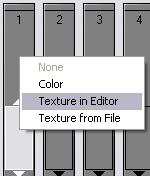 1 2 3 4
None
Color
Texture in Editor
Texture from File